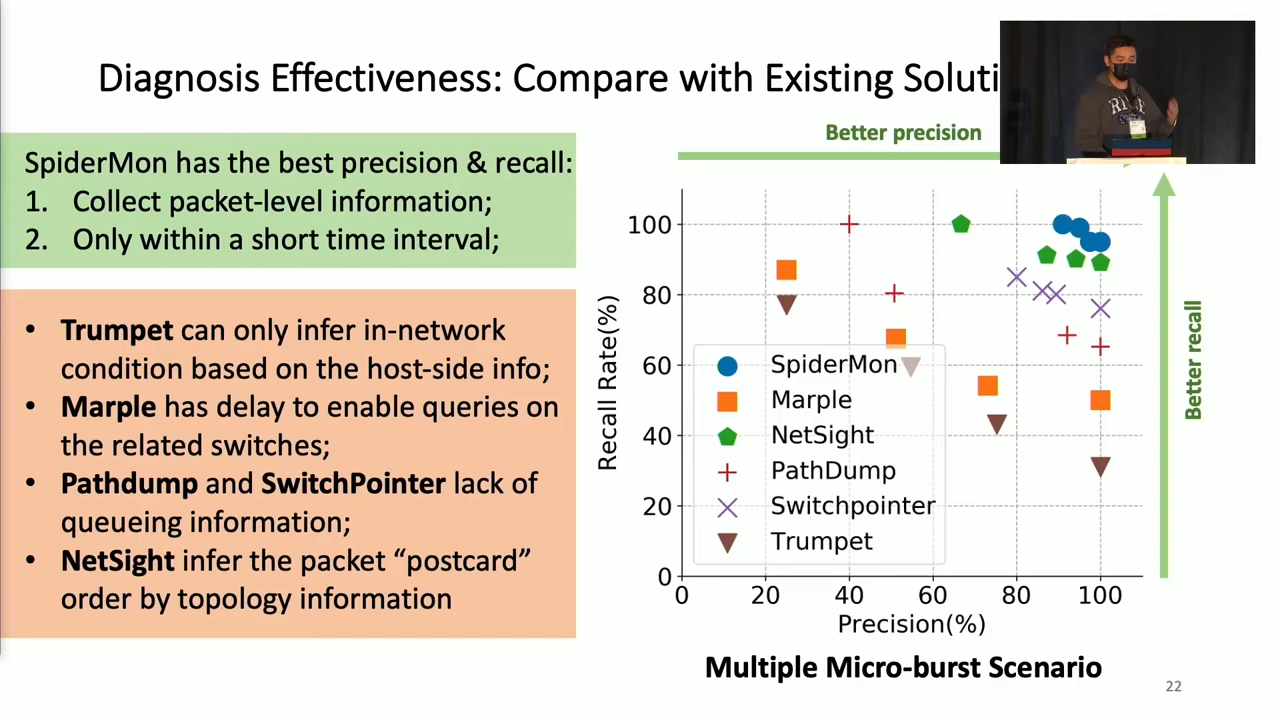 Diagnosis Effectiveness: Compare with Existing
SpiderMon has the best precision & recall:
1. Collect packet-level information;
2. Only within a short time interval;
• Trumpet can only infer in-network
condition based on the host-side info;
• Marple has delay to enable queries on
the related switches;
• Pathdump and SwitchPointer lack of
queueing information;
• NetSight infer the packet “postcard”
order by topology information
Better precision
Better recall
Recall Rate(%)
100
80
60
40
20
0
SpiderMon
Marple
NetSight
PathDump
Switchpointer
Trumpet
0 20 40 60 80 100
Precision(%)
Multiple Micro-burst Scenario
22